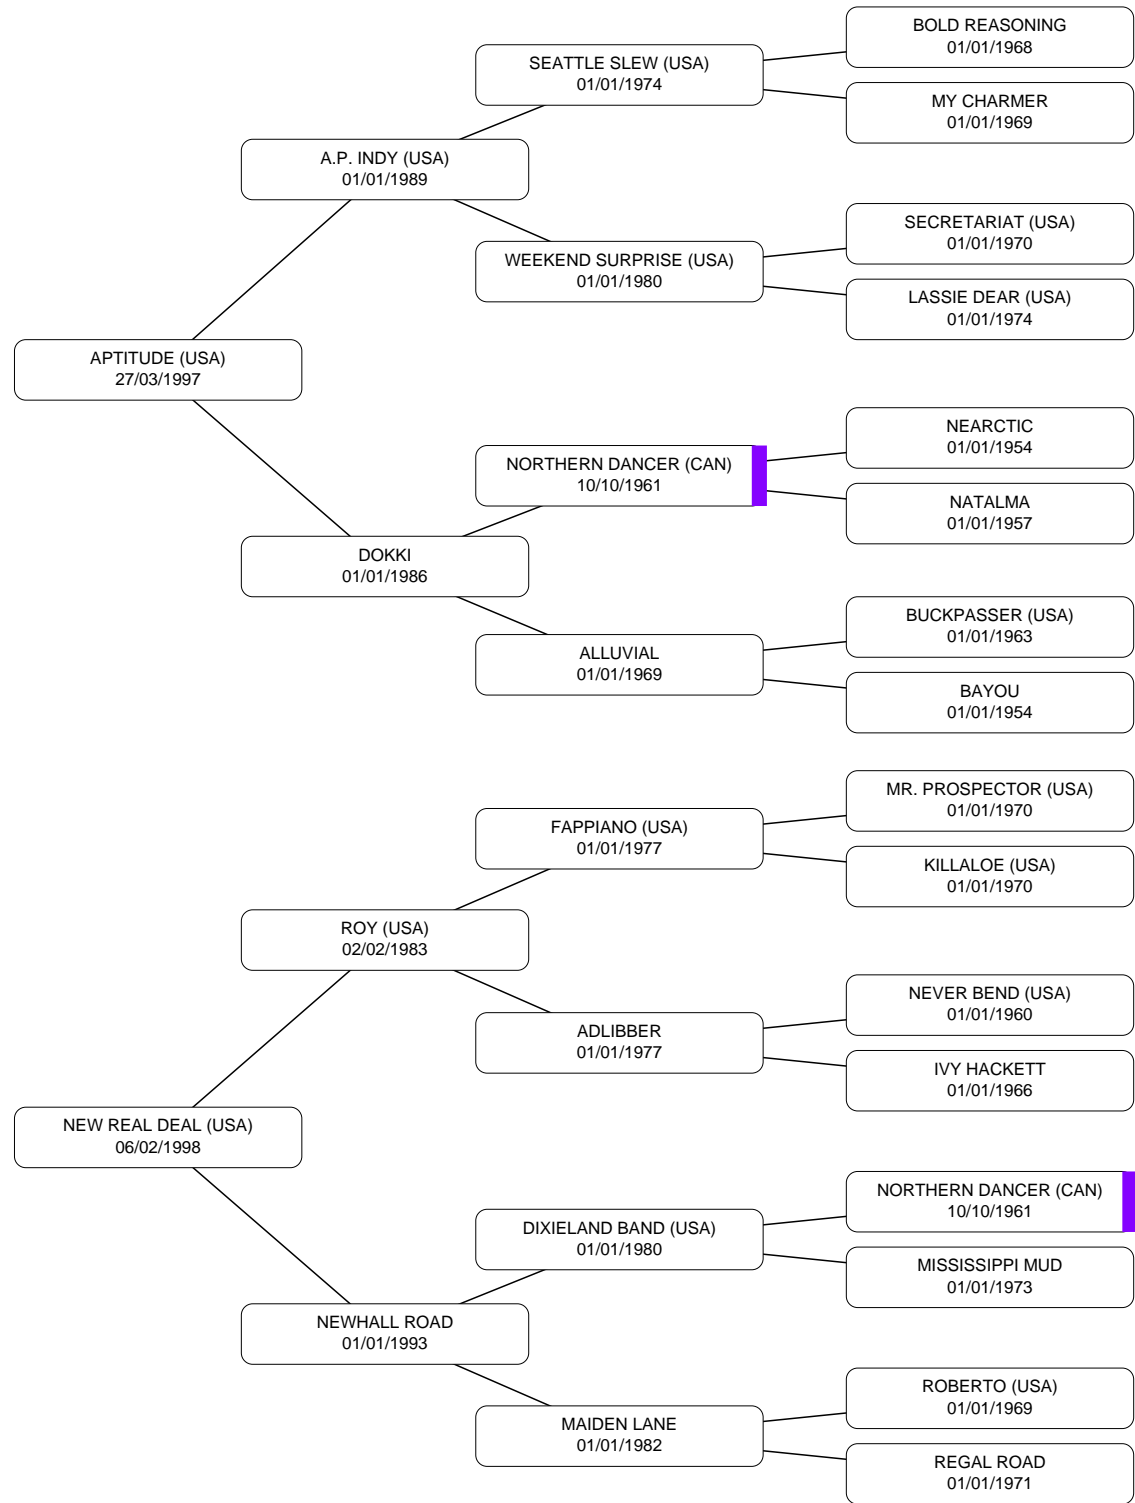 BOLD REASONING
01/01/1968
SEATTLE SLEW (USA)
01/01/1974
MY CHARMER
01/01/1969
A.P. INDY (USA)
01/01/1989
SECRETARIAT (USA)
01/01/1970
WEEKEND SURPRISE (USA)
01/01/1980
LASSIE DEAR (USA)
01/01/1974
APTITUDE (USA)
27/03/1997
NEARCTIC
01/01/1954
NORTHERN DANCER (CAN)
10/10/1961
NATALMA
01/01/1957
DOKKI
01/01/1986
BUCKPASSER (USA)
01/01/1963
ALLUVIAL
01/01/1969
BAYOU
01/01/1954
MR. PROSPECTOR (USA)
01/01/1970
FAPPIANO (USA)
01/01/1977
KILLALOE (USA)
01/01/1970
ROY (USA)
02/02/1983
NEVER BEND (USA)
01/01/1960
ADLIBBER
01/01/1977
IVY HACKETT
01/01/1966
NEW REAL DEAL (USA)
06/02/1998
NORTHERN DANCER (CAN)
10/10/1961
DIXIELAND BAND (USA)
01/01/1980
MISSISSIPPI MUD
01/01/1973
NEWHALL ROAD
01/01/1993
ROBERTO (USA)
01/01/1969
MAIDEN LANE
01/01/1982
REGAL ROAD
01/01/1971